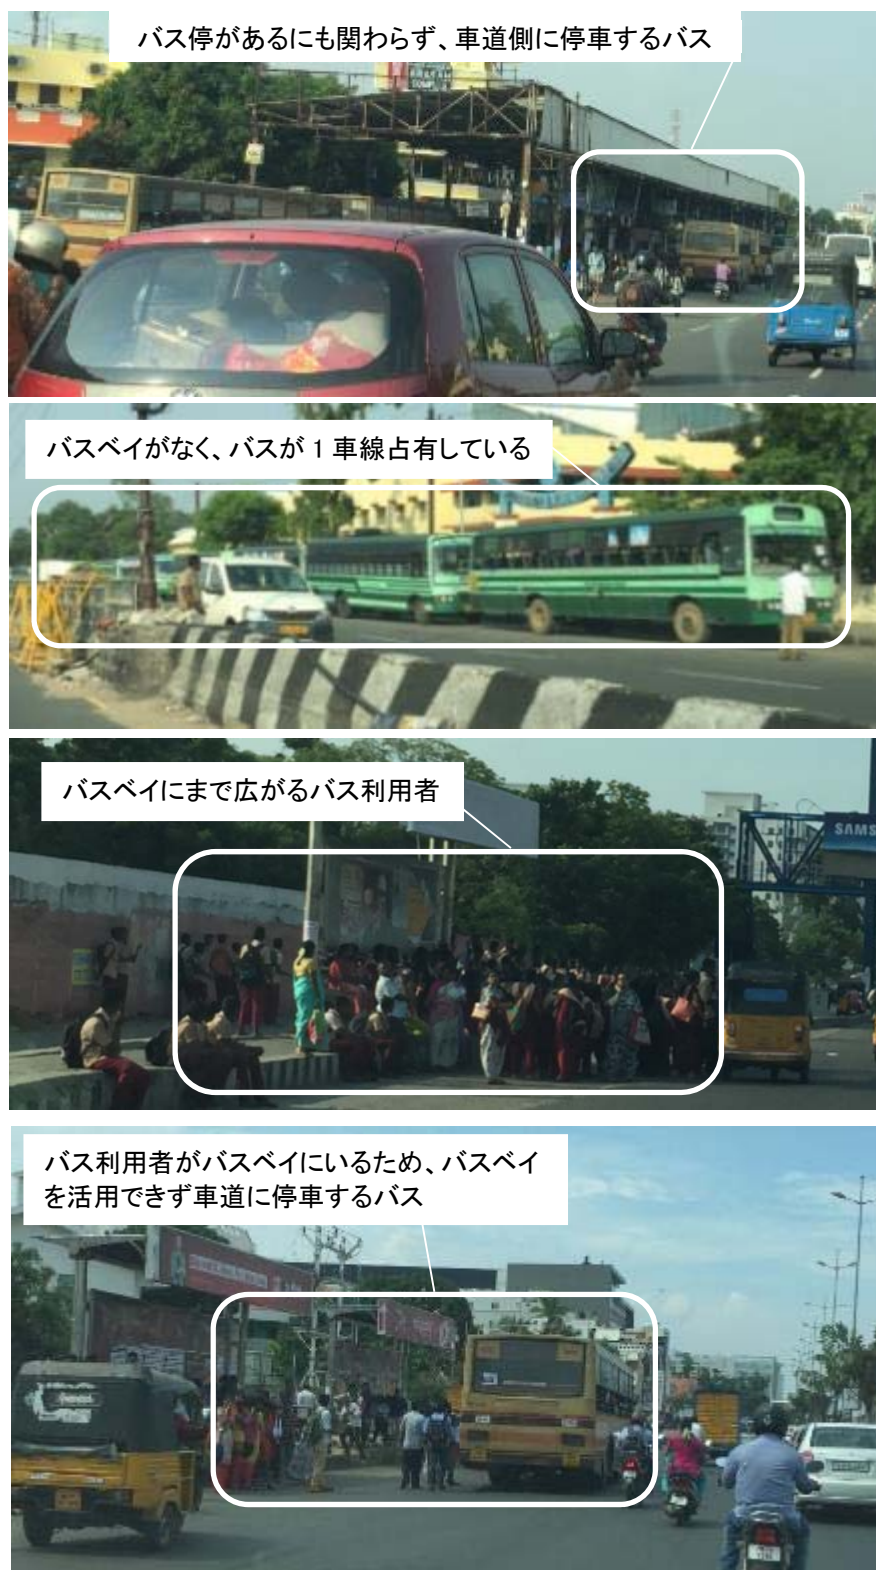 バス停があるにも関わらず、車道側に停車するバス
バスベイがなく、バスが 1 車線占有している
バスベイにまで広がるバス利用者
SAMS
バス利用者がバスベイにいるため、バスベイ
を活用できず車道に停車するバス